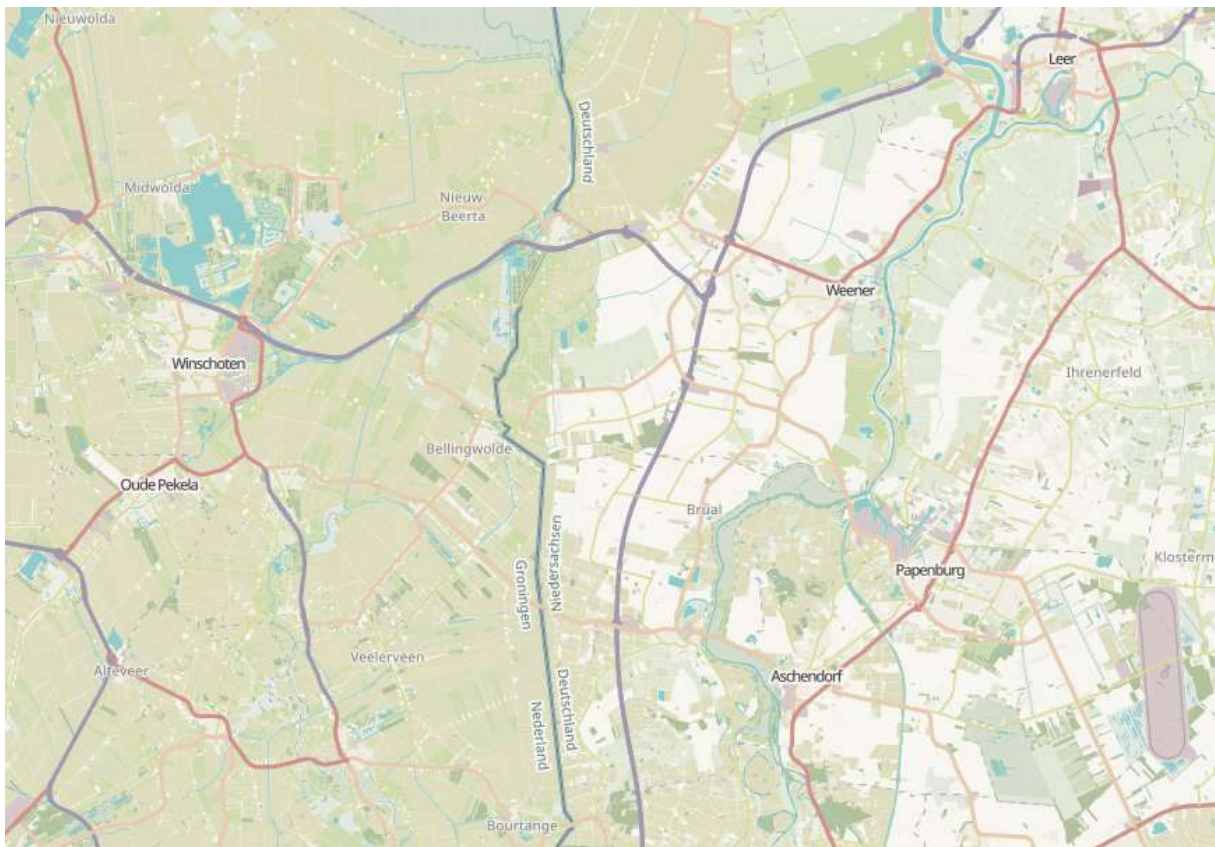 Nieuwolda
Leer
Deutschland
Midwolda
Nieuw-
Beerta
Weener
Winschoten
Ihrenerfeld
Bellingwolde
Oude Pekela
Brual
Niedersachsen
Groningen
Klosterm
Papenburg
Veelerveen
Alteveer
Aschendorf
Deutschland
Nederland
Bourtange